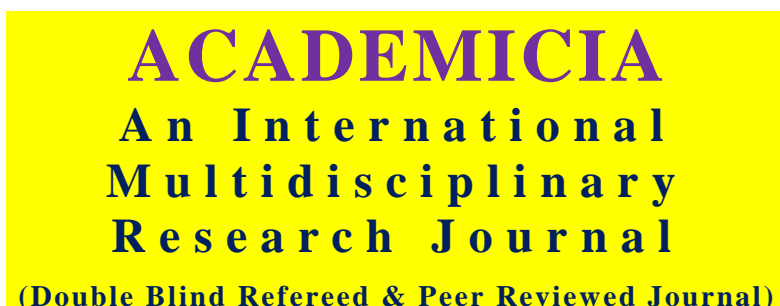 ACADEMICIA
An International
Multidisciplinary
Research Journal
(Double Blind Refereed & Peer Reviewed Journal)